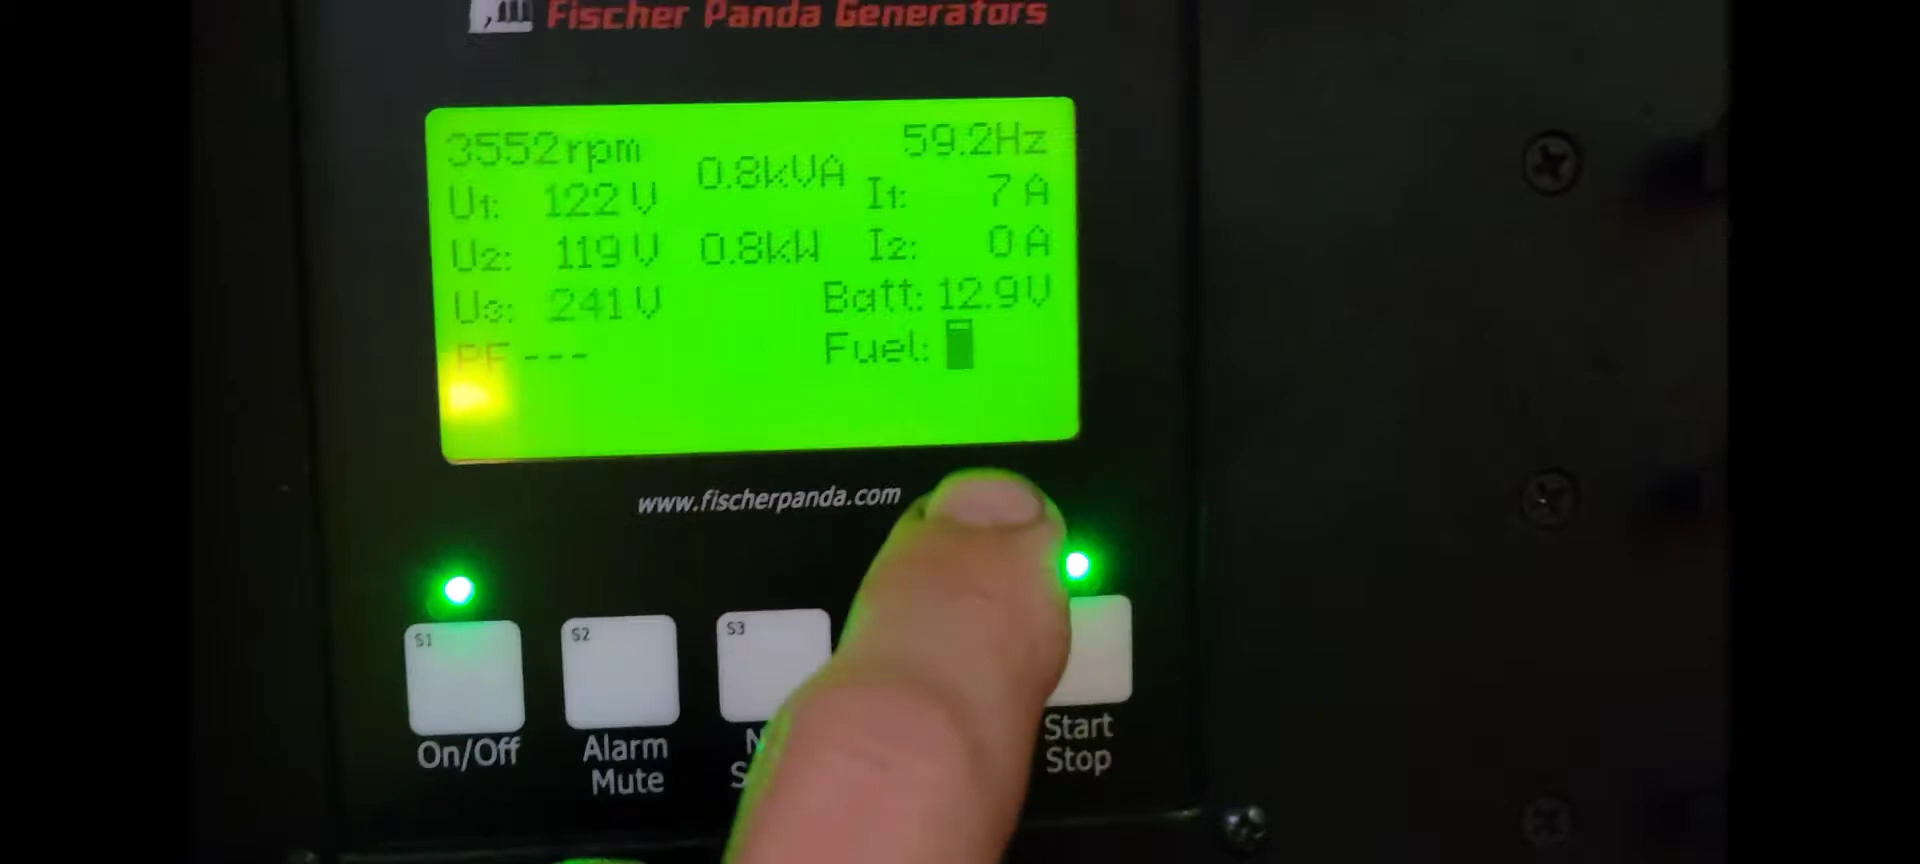 Fischer Panda Generators
3552rpm 59.2Hz
0.8kVA
U1: 122 V I1: 7 A
U2: 119 V 0.8kW I2: 0 A
U3: 241 V Batt: 12.9V
PF --- Fuel:
www.fischerpanda.com
S1 S2 S3
On/Off Alarm Mute Start Stop